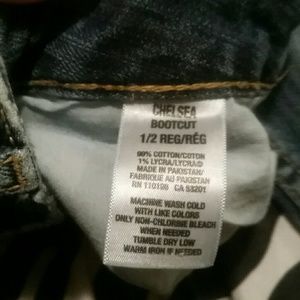 CHELSEA
BOOTCUT
1/2 REG/RÉG
99% COTTON/COTON
1% LYCRA/LYCRA®
MADE IN PAKISTAN/
FABRIQUÉ AU PAKISTAN
RN 110198 CA 53201
MACHINE WASH COLD
WITH LIKE COLORS
ONLY NON-CHLORINE BLEACH
WHEN NEEDED
TUMBLE DRY LOW
WARM IRON IF NEEDED